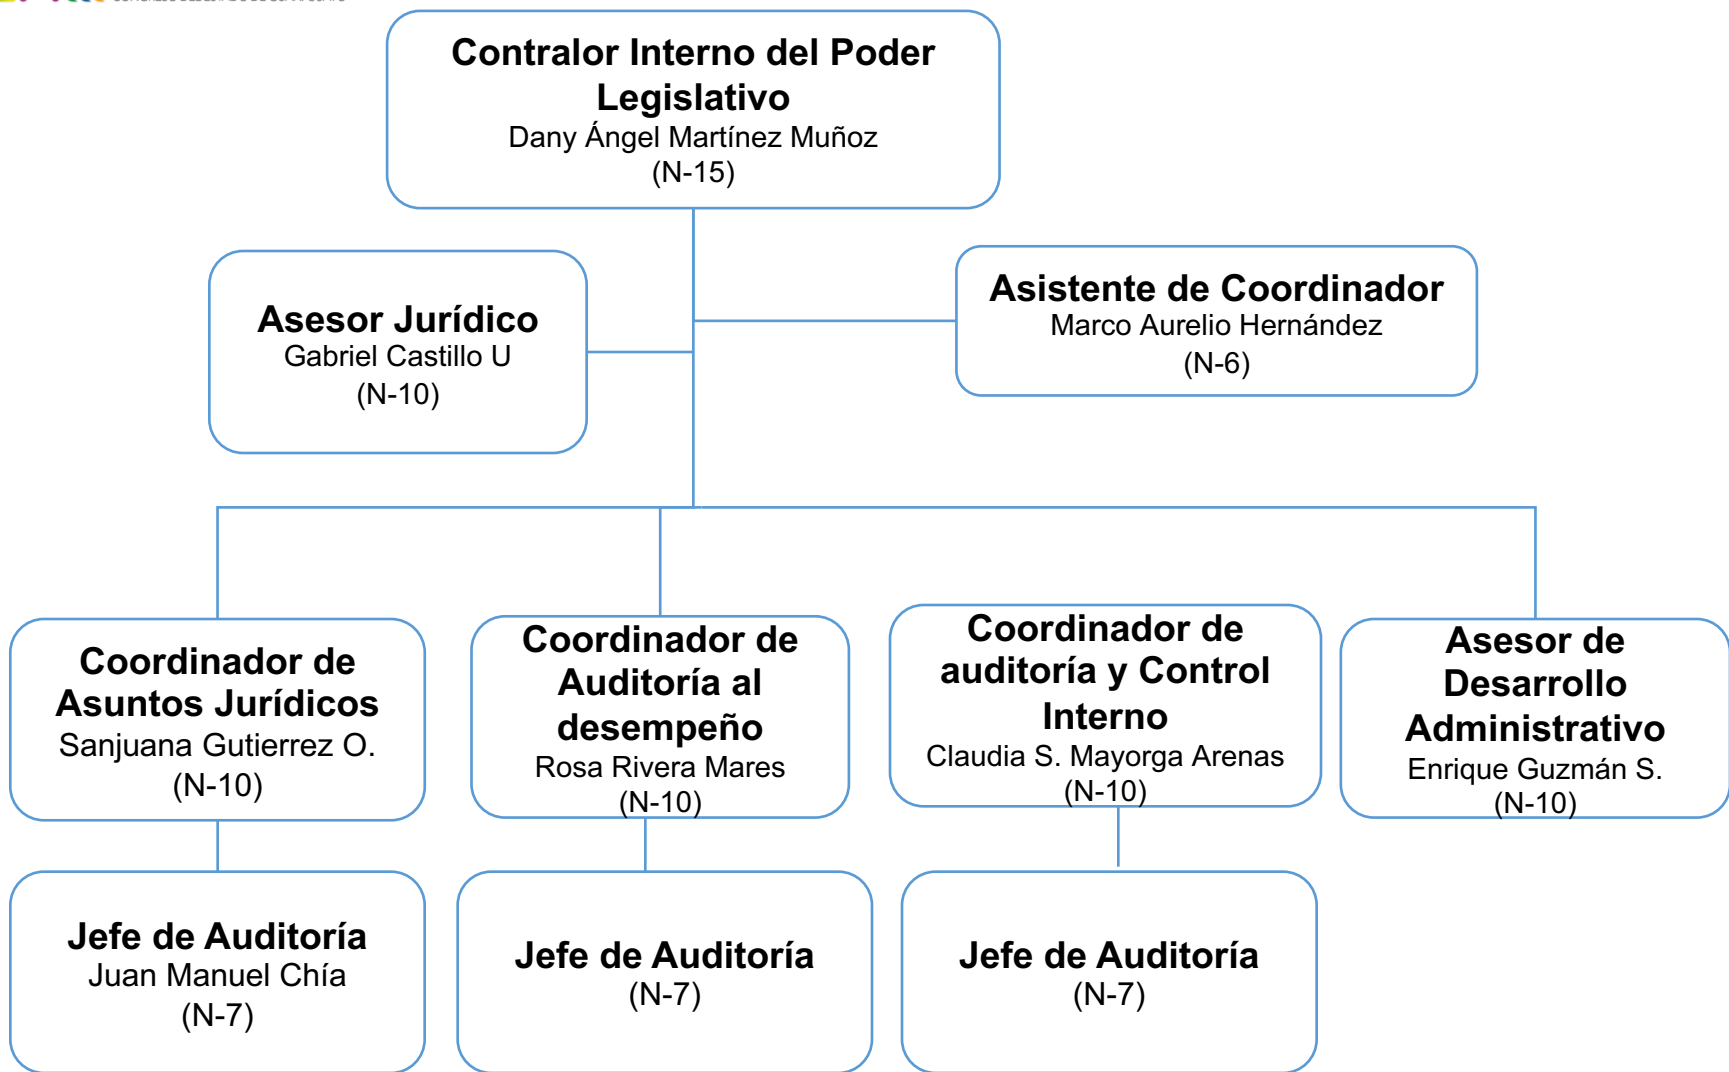 Contralor Interno del Poder
Legislativo
Dany Ángel Martínez Muñoz
(N-15)
Asesor Jurídico
Gabriel Castillo U
(N-10)
Asistente de Coordinador
Marco Aurelio Hernández
(N-6)
Coordinador de
Asuntos Jurídicos
Sanjuana Gutierrez O.
(N-10)
Coordinador de
Auditoría al
desempeño
Rosa Rivera Mares
(N-10)
Coordinador de
auditoría y Control
Interno
Claudia S. Mayorga Arenas
(N-10)
Asesor de
Desarrollo
Administrativo
Enrique Guzmán S.
(N-10)
Jefe de Auditoría
Juan Manuel Chía
(N-7)
Jefe de Auditoría
(N-7)
Jefe de Auditoría
(N-7)